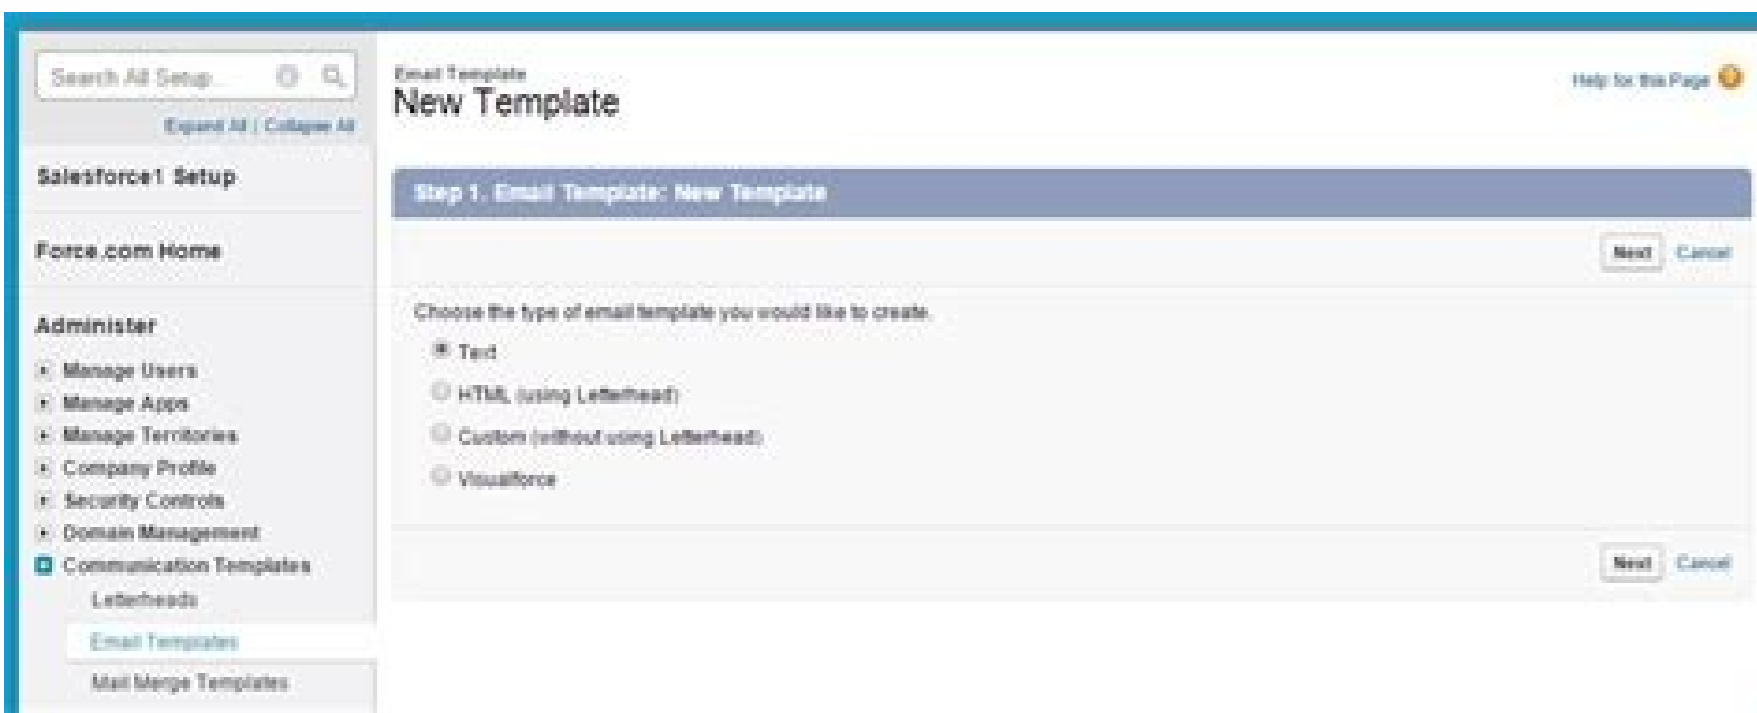 Search All Setup...
Expand All | Collapse All
Salesforce1 Setup
Force.com Home
Administer
Manage Users
Manage Apps
Manage Territories
Company Profile
Security Controls
Domain Management
Communication Templates
Letterheads
Email Templates
Mail Merge Templates
Email Template
New Template
Help for this Page
Step 1. Email Template: New Template
Next Cancel
Choose the type of email template you would like to create.
Text
HTML (using Letterhead)
Custom (without using Letterhead)
Visualforce
Next Cancel